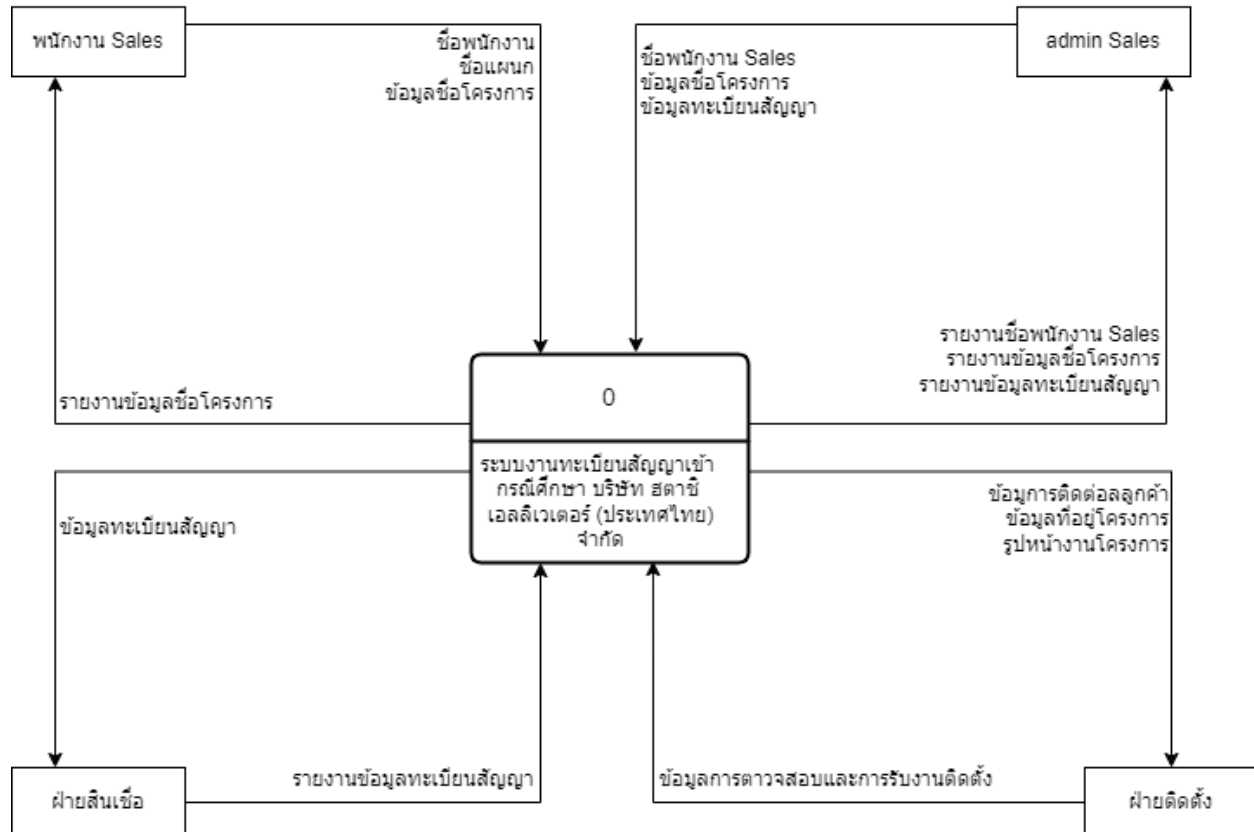 พนักงาน Sales
ชื่อพนักงาน
ชื่อแผนก
ข้อมูลชื่อโครงการ
ชื่อพนักงาน Sales
ข้อมูลชื่อโครงการ
ข้อมูลทะเบียนสัญญา
admin Sales
รายงานข้อมูลชื่อโครงการ
0
ระบบงานทะเบียนสัญญาเข้า
กรณีศึกษา บริษัท ฮตาชิ
เอลลิเวเตอร์ (ประเทศไทย)
จำกัด
รายงานชื่อพนักงาน Sales
รายงานข้อมูลชื่อโครงการ
รายงานข้อมูลทะเบียนสัญญา
ข้อมูลทะเบียนสัญญา
ข้อมุการติดต่อลลูกค้า
ข้อมูลที่อยู่โครงการ
รูปหน้างานโครงการ
ฝ่ายสินเชื่อ
รายงานข้อมูลทะเบียนสัญญา
ข้อมูลการตาวจสอบและการรับงานติดตั้ง
ฝ่ายติดตั้ง